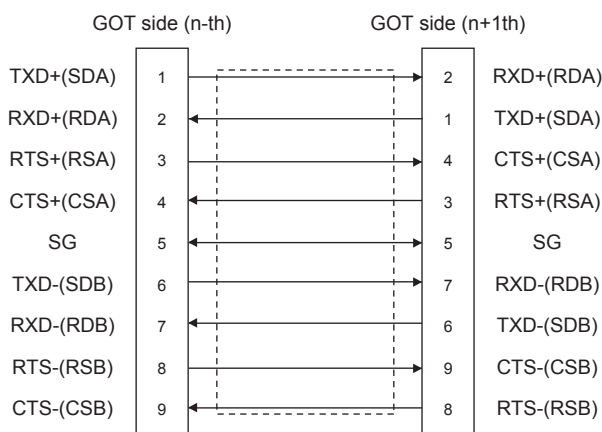 GOT side (n-th) GOT side (n+1th)
TXD+(SDA) 1 2 RXD+(RDA)
RXD+(RDA) 2 1 TXD+(SDA)
RTS+(RSA) 3 4 CTS+(CSA)
CTS+(CSA) 4 3 RTS+(RSA)
SG 5 5 SG
TXD-(SDB) 6 7 RXD-(RDB)
RXD-(RDB) 7 6 TXD-(SDB)
RTS-(RSB) 8 9 CTS-(CSB)
CTS-(CSB) 9 8 RTS-(RSB)